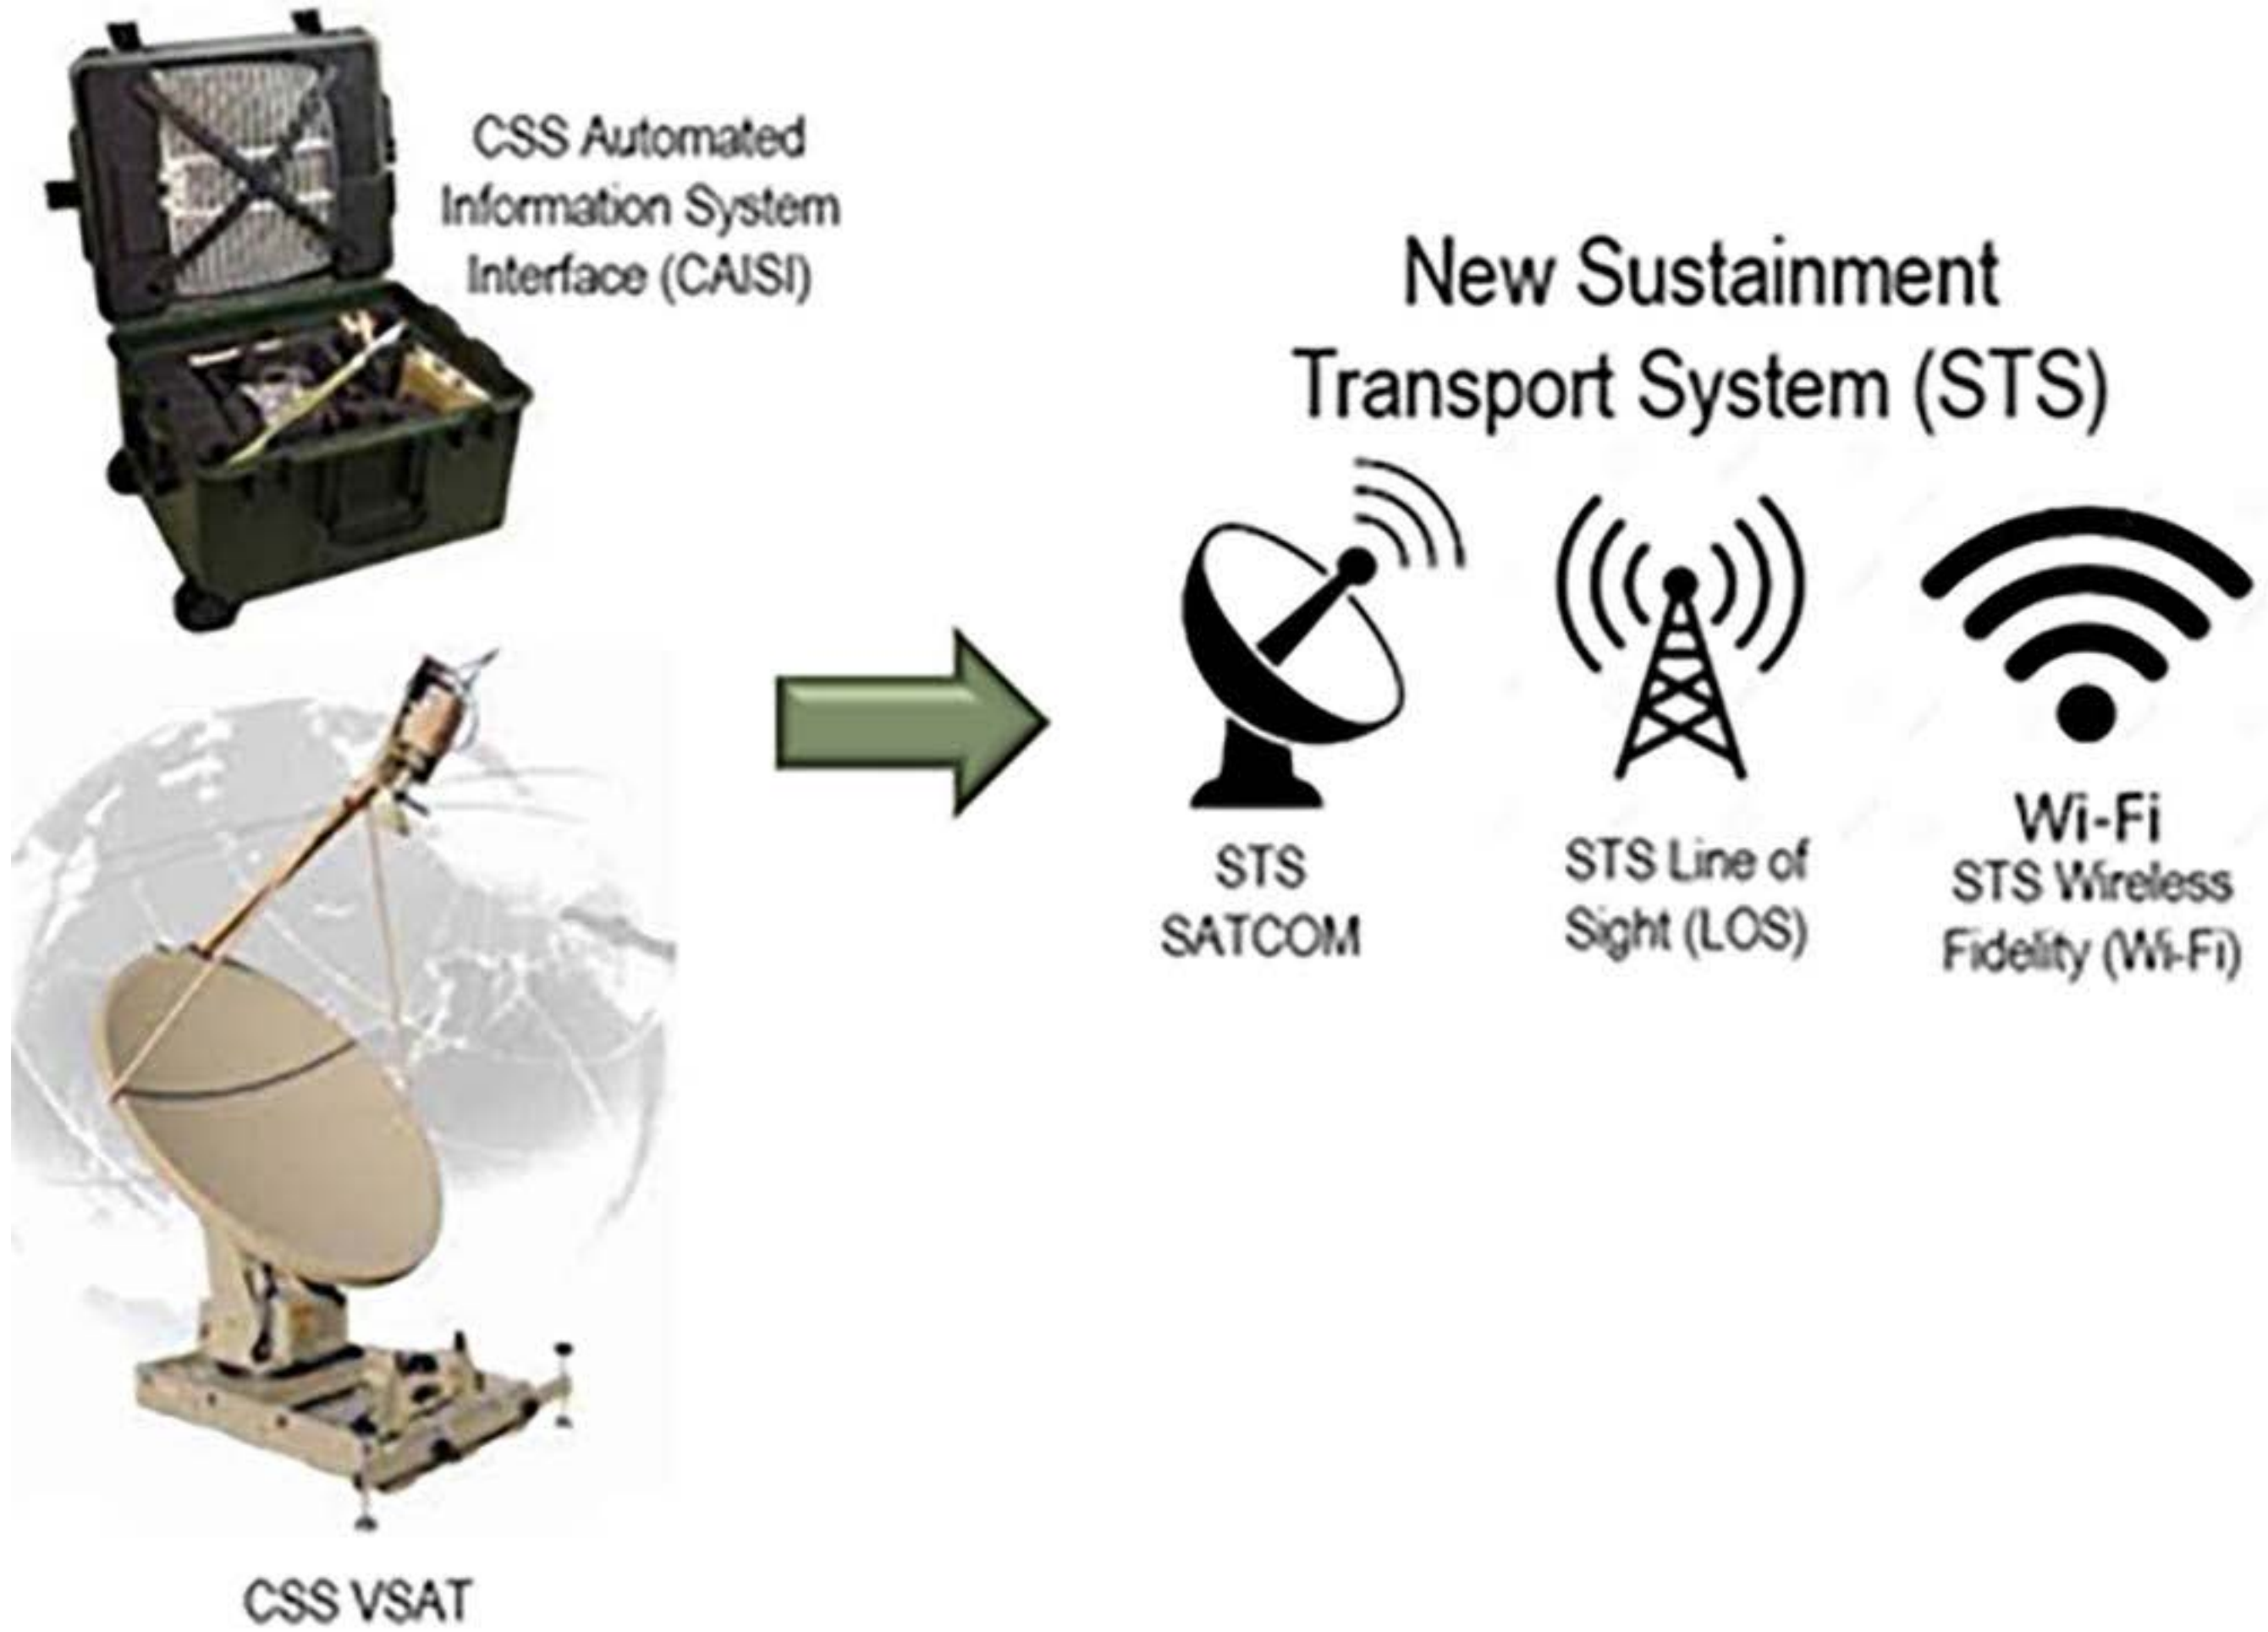 CSS Automated
Information System
Interface (CAISI)
New Sustainment
Transport System (STS)
STS
SATCOM
STS Line of
Sight (LOS)
Wi-Fi
STS Wireless
Fidelity (Wi-Fi)
CSS VSAT